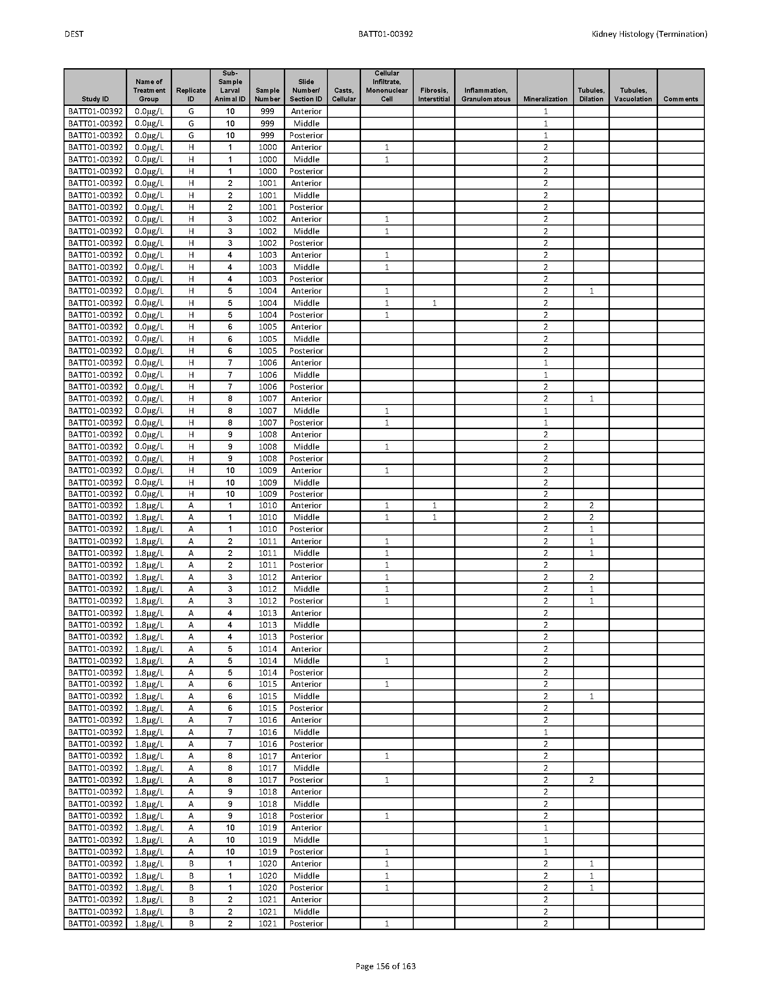 DEST BATT01-00392 Kidney Histology (Termination)
Study ID Name of Treatment Group Replicate ID Sub-Sample Larval Animal ID Sample Number Slide Number/ Section ID Casts, Cellular Cellular Infiltrate, Mononuclear Cell Fibrosis, Interstitial Inflammation, Granulomatous Mineralization Tubules, Dilation Tubules, Vacuolation Comments
BATT01-00392 0.0µg/L G 10 999 Anterior 1
BATT01-00392 0.0µg/L G 10 999 Middle 1
BATT01-00392 0.0µg/L G 10 999 Posterior 1
BATT01-00392 0.0µg/L H 1 1000 Anterior 1 2
BATT01-00392 0.0µg/L H 1 1000 Middle 1 2
BATT01-00392 0.0µg/L H 1 1000 Posterior 2
BATT01-00392 0.0µg/L H 2 1001 Anterior 2
BATT01-00392 0.0µg/L H 2 1001 Middle 2
BATT01-00392 0.0µg/L H 2 1001 Posterior 2
BATT01-00392 0.0µg/L H 3 1002 Anterior 1 2
BATT01-00392 0.0µg/L H 3 1002 Middle 1 2
BATT01-00392 0.0µg/L H 3 1002 Posterior 2
BATT01-00392 0.0µg/L H 4 1003 Anterior 1 2
BATT01-00392 0.0µg/L H 4 1003 Middle 1 2
BATT01-00392 0.0µg/L H 4 1003 Posterior 2
BATT01-00392 0.0µg/L H 5 1004 Anterior 1 2 1
BATT01-00392 0.0µg/L H 5 1004 Middle 1 1 2
BATT01-00392 0.0µg/L H 5 1004 Posterior 1 2
BATT01-00392 0.0µg/L H 6 1005 Anterior 2
BATT01-00392 0.0µg/L H 6 1005 Middle 2
BATT01-00392 0.0µg/L H 6 1005 Posterior 2
BATT01-00392 0.0µg/L H 7 1006 Anterior 1
BATT01-00392 0.0µg/L H 7 1006 Middle 1
BATT01-00392 0.0µg/L H 7 1006 Posterior 2
BATT01-00392 0.0µg/L H 8 1007 Anterior 2 1
BATT01-00392 0.0µg/L H 8 1007 Middle 1 1
BATT01-00392 0.0µg/L H 8 1007 Posterior 1 1
BATT01-00392 0.0µg/L H 9 1008 Anterior 2
BATT01-00392 0.0µg/L H 9 1008 Middle 1 2
BATT01-00392 0.0µg/L H 9 1008 Posterior 2
BATT01-00392 0.0µg/L H 10 1009 Anterior 1 2
BATT01-00392 0.0µg/L H 10 1009 Middle 2
BATT01-00392 0.0µg/L H 10 1009 Posterior 2
BATT01-00392 1.8µg/L A 1 1010 Anterior 1 1 2 2
BATT01-00392 1.8µg/L A 1 1010 Middle 1 1 2 2
BATT01-00392 1.8µg/L A 1 1010 Posterior 2 1
BATT01-00392 1.8µg/L A 2 1011 Anterior 1 2 1
BATT01-00392 1.8µg/L A 2 1011 Middle 1 2 1
BATT01-00392 1.8µg/L A 2 1011 Posterior 1 2
BATT01-00392 1.8µg/L A 3 1012 Anterior 1 2 2
BATT01-00392 1.8µg/L A 3 1012 Middle 1 2 1
BATT01-00392 1.8µg/L A 3 1012 Posterior 1 2 1
BATT01-00392 1.8µg/L A 4 1013 Anterior 2
BATT01-00392 1.8µg/L A 4 1013 Middle 2
BATT01-00392 1.8µg/L A 4 1013 Posterior 2
BATT01-00392 1.8µg/L A 5 1014 Anterior 2
BATT01-00392 1.8µg/L A 5 1014 Middle 1 2
BATT01-00392 1.8µg/L A 5 1014 Posterior 2
BATT01-00392 1.8µg/L A 6 1015 Anterior 1 2
BATT01-00392 1.8µg/L A 6 1015 Middle 2 1
BATT01-00392 1.8µg/L A 6 1015 Posterior 2
BATT01-00392 1.8µg/L A 7 1016 Anterior 2
BATT01-00392 1.8µg/L A 7 1016 Middle 1
BATT01-00392 1.8µg/L A 7 1016 Posterior 2
BATT01-00392 1.8µg/L A 8 1017 Anterior 1 2
BATT01-00392 1.8µg/L A 8 1017 Middle 2
BATT01-00392 1.8µg/L A 8 1017 Posterior 1 2 2
BATT01-00392 1.8µg/L A 9 1018 Anterior 2
BATT01-00392 1.8µg/L A 9 1018 Middle 2
BATT01-00392 1.8µg/L A 9 1018 Posterior 1 2
BATT01-00392 1.8µg/L A 10 1019 Anterior 1
BATT01-00392 1.8µg/L A 10 1019 Middle 1
BATT01-00392 1.8µg/L A 10 1019 Posterior 1 1
BATT01-00392 1.8µg/L B 1 1020 Anterior 1 2 1
BATT01-00392 1.8µg/L B 1 1020 Middle 1 2 1
BATT01-00392 1.8µg/L B 1 1020 Posterior 1 2 1
BATT01-00392 1.8µg/L B 2 1021 Anterior 2
BATT01-00392 1.8µg/L B 2 1021 Middle 2
BATT01-00392 1.8µg/L B 2 1021 Posterior 1 2
Page 156 of 163